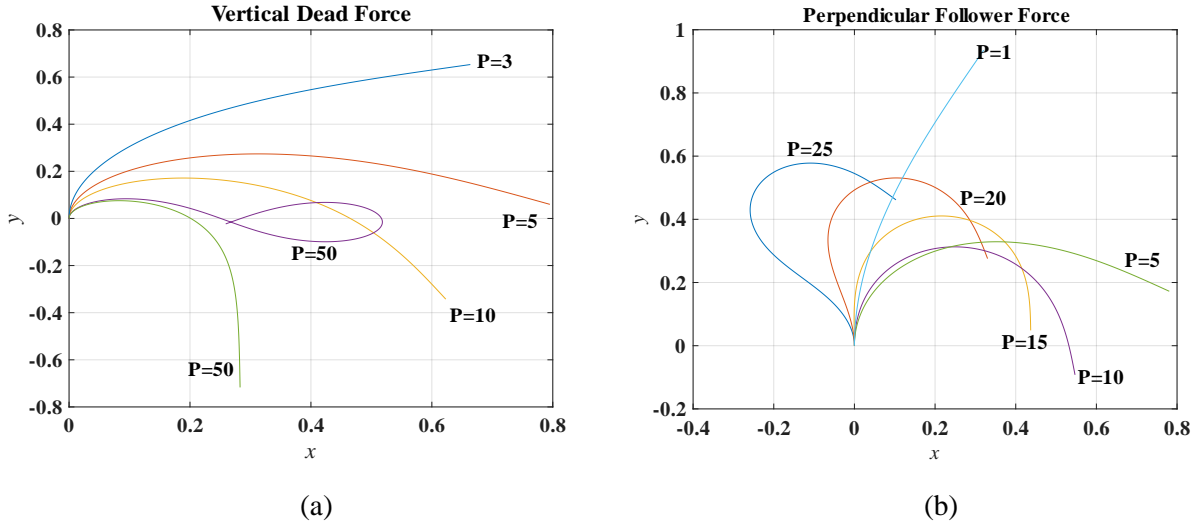 Vertical Dead Force
0.8
0.6
0.4
0.2
0
-0.2
-0.4
-0.6
-0.8
y
0
0.2
0.4
0.6
0.8
x
P=3
P=5
P=50
P=10
P=50
(a)
Perpendicular Follower Force
1
0.8
0.6
0.4
0.2
0
-0.2
y
-0.4
-0.2
0
0.2
0.4
0.6
0.8
x
P=1
P=25
P=20
P=5
P=15
P=10
(b)